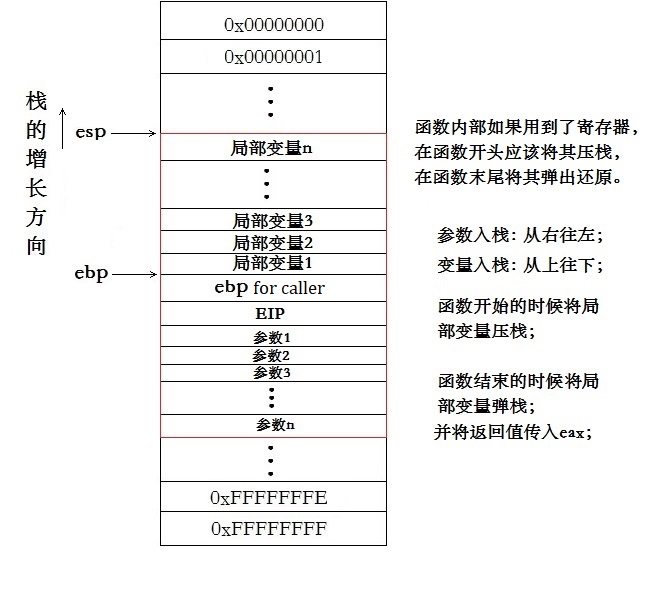 0x00000000
0x00000001
栈的增长方向
esp
局部变量n
局部变量3
局部变量2
局部变量1
ebp
ebp for caller
EIP
参数1
参数2
参数3
参数n
0xFFFFFFFE
0xFFFFFFFF
函数内部如果用到了寄存器，
在函数开头应该将其压栈，
在函数末尾将其弹出还原。
参数入栈：从右往左；
变量入栈：从上往下；
函数开始的时候将局
部变量压栈；
函数结束的时候将局
部变量弹栈；
并将返回值传入eax；